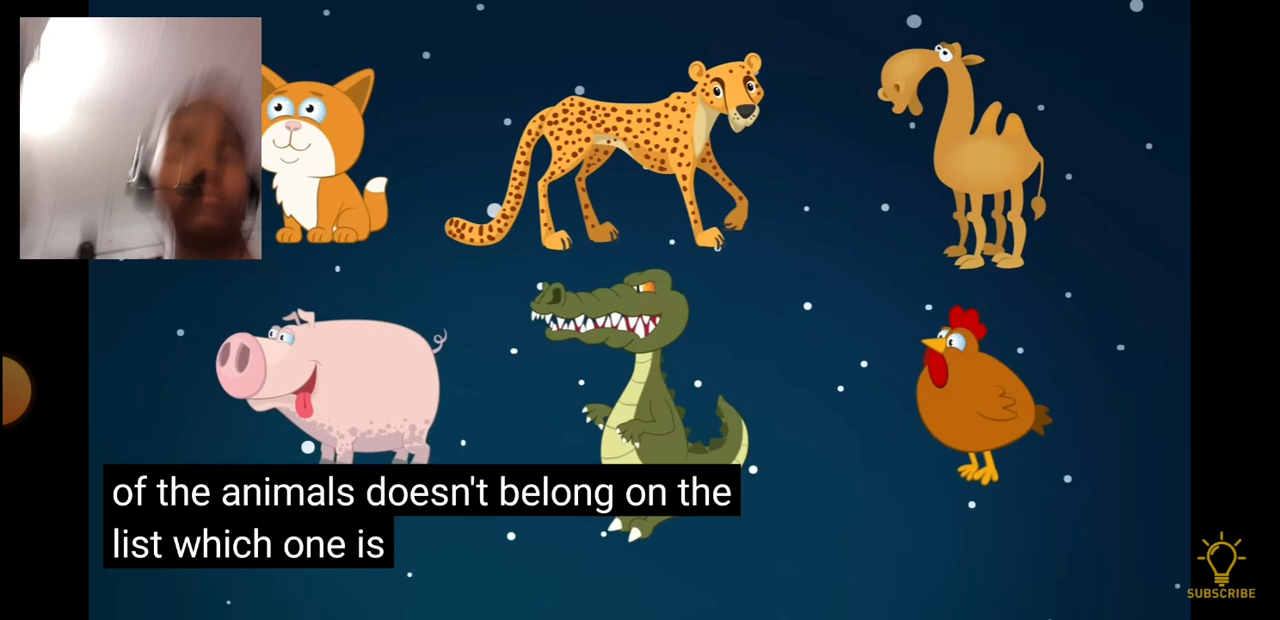 of the animals doesn't belong on the
list which one is
SUBSCRIBE